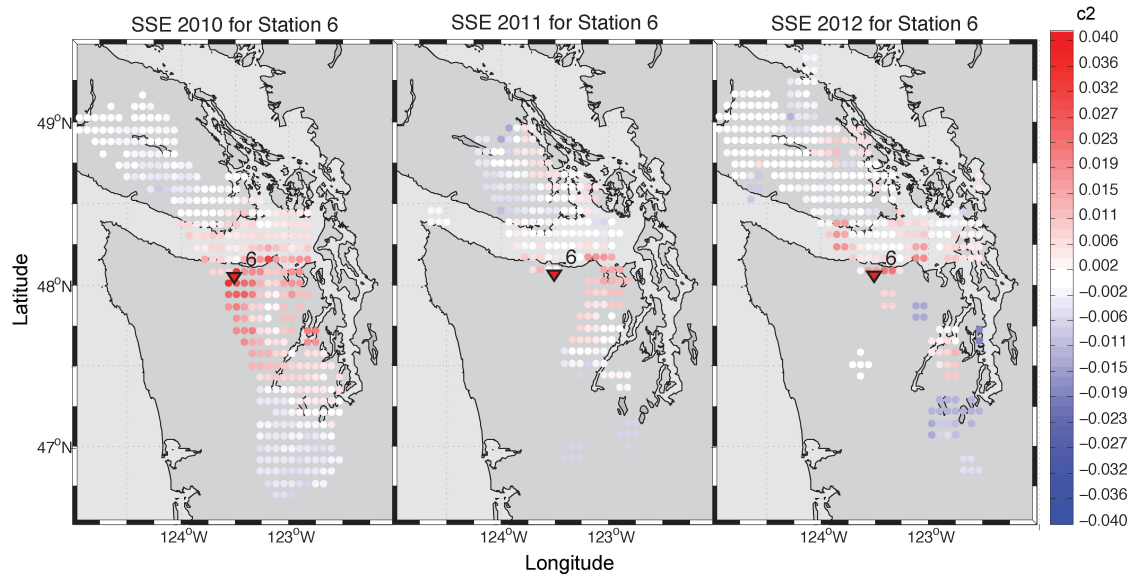 SSE 2010 for Station 6
SSE 2011 for Station 6
SSE 2012 for Station 6
c2
0.040
0.036
0.032
0.027
0.023
0.019
0.015
0.011
0.006
0.002
−0.002
−0.006
−0.011
−0.015
−0.019
−0.023
−0.027
−0.032
−0.036
−0.040
49°N
48°N
47°N
Latitude
6
6
6
124°W
123°W
124°W
123°W
124°W
123°W
Longitude